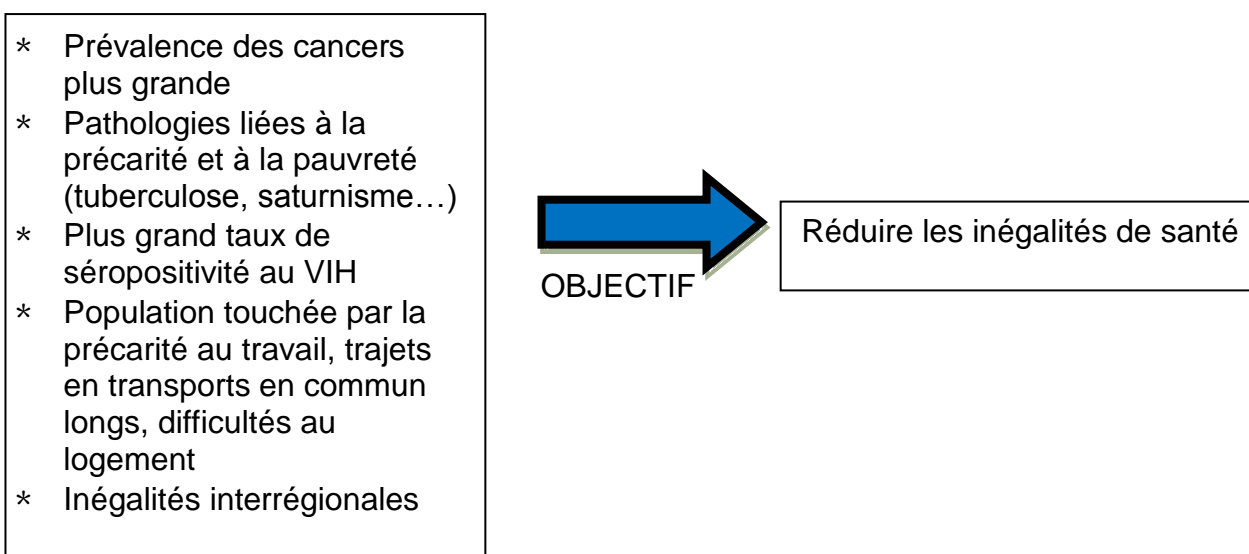 * Prévalence des cancers
plus grande
* Pathologies liées à la
précarité et à la pauvreté
(tuberculose, saturnisme…)
* Plus grand taux de
séropositivité au VIH
* Population touchée par la
précarité au travail, trajets
en transports en commun
longs, difficultés au
logement
* Inégalités interrégionales
OBJECTIF
Réduire les inégalités de santé